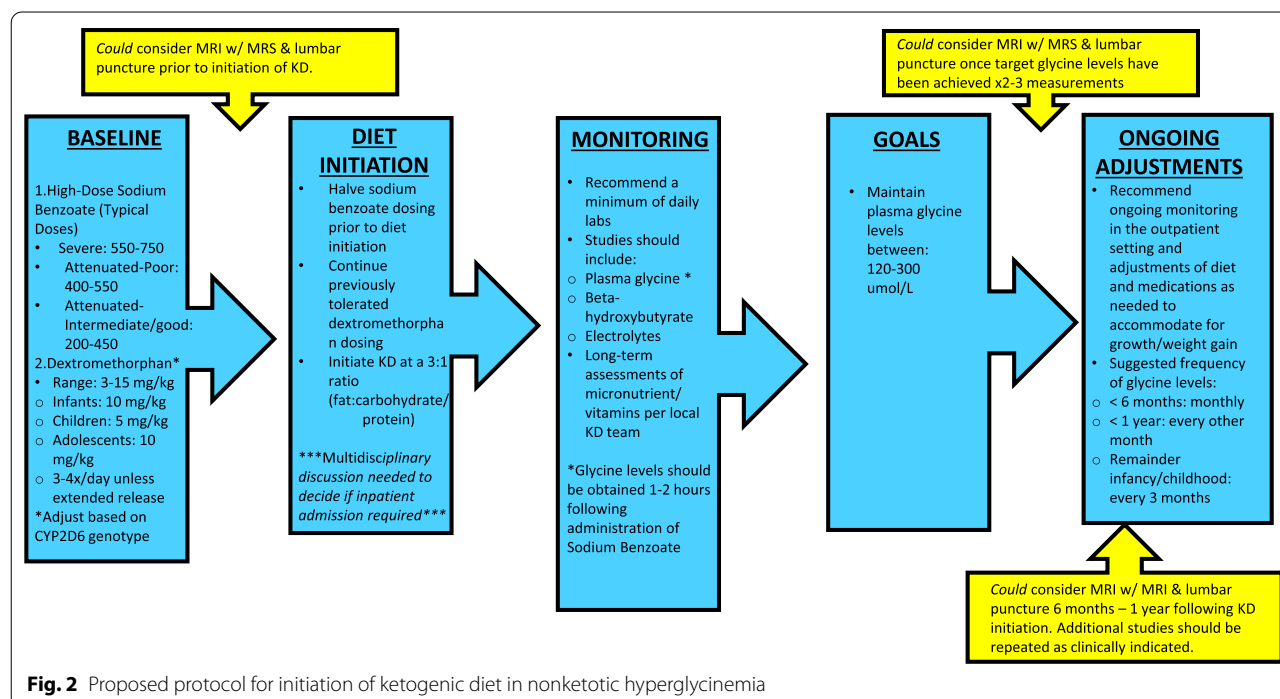 Could consider MRI w/ MRS & lumbar
puncture prior to initiation of KD.
Could consider MRI w/ MRS & lumbar
puncture once target glycine levels have
been achieved x2-3 measurements
BASELINE
1.High-Dose Sodium
Benzoate (Typical
Doses)
• Severe: 550-750
• Attenuated-Poor:
400-550
• Attenuated-
Intermediate/good:
200-450
2.Dextromethorphan*
• Range: 3-15 mg/kg
o Infants: 10 mg/kg
o Children: 5 mg/kg
o Adolescents: 10
mg/kg
o 3-4x/day unless
extended release
*Adjust based on
CYP2D6 genotype
DIET
INITIATION
• Halve sodium
benzoate dosing
prior to diet
initiation
• Continue
previously
tolerated
dextromethorpha
n dosing
• Initiate KD at a 3:1
ratio
(fat:carbohydrate/
protein)
***Multidisciplinary
discussion needed to
decide if inpatient
admission required***
MONITORING
• Recommend a
minimum of daily
labs
• Studies should
include:
o Plasma glycine *
o Beta-
hydroxybutyrate
o Electrolytes
• Long-term
assessments of
micronutrient/
vitamins per local
KD team
*Glycine levels should
be obtained 1-2 hours
following
administration of
Sodium Benzoate
GOALS
• Maintain
plasma glycine
levels
between:
120-300
umol/L
ONGOING
ADJUSTMENTS
• Recommend
ongoing monitoring
in the outpatient
setting and
adjustments of diet
and medications as
needed to
accommodate for
growth/weight gain
• Suggested frequency
of glycine levels:
o < 6 months: monthly
o < 1 year: every other
month
o Remainder
infancy/childhood:
every 3 months
Could consider MRI w/ MRI & lumbar
puncture 6 months – 1 year following KD
initiation. Additional studies should be
repeated as clinically indicated.
Fig. 2 Proposed protocol for initiation of ketogenic diet in nonketotic hyperglycinemia